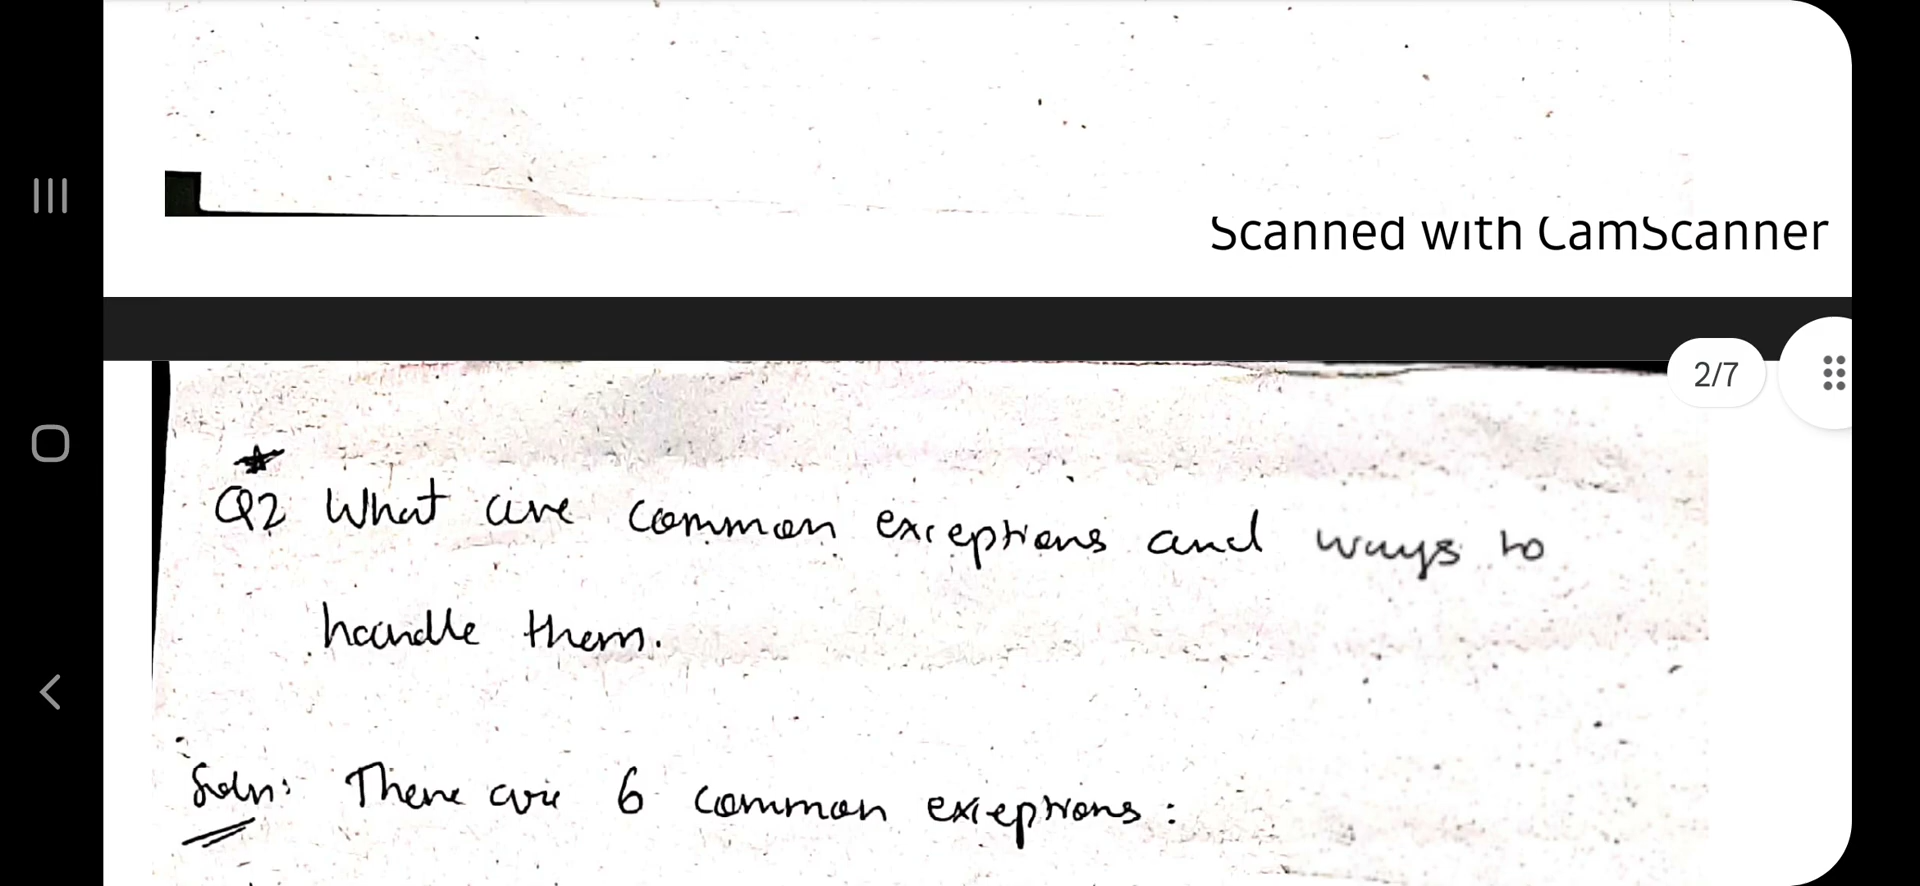 Scanned with CamScanner
2/7
Q2 What are common exceptions and ways to
handle them.
Soln: There are 6 common exceptions: